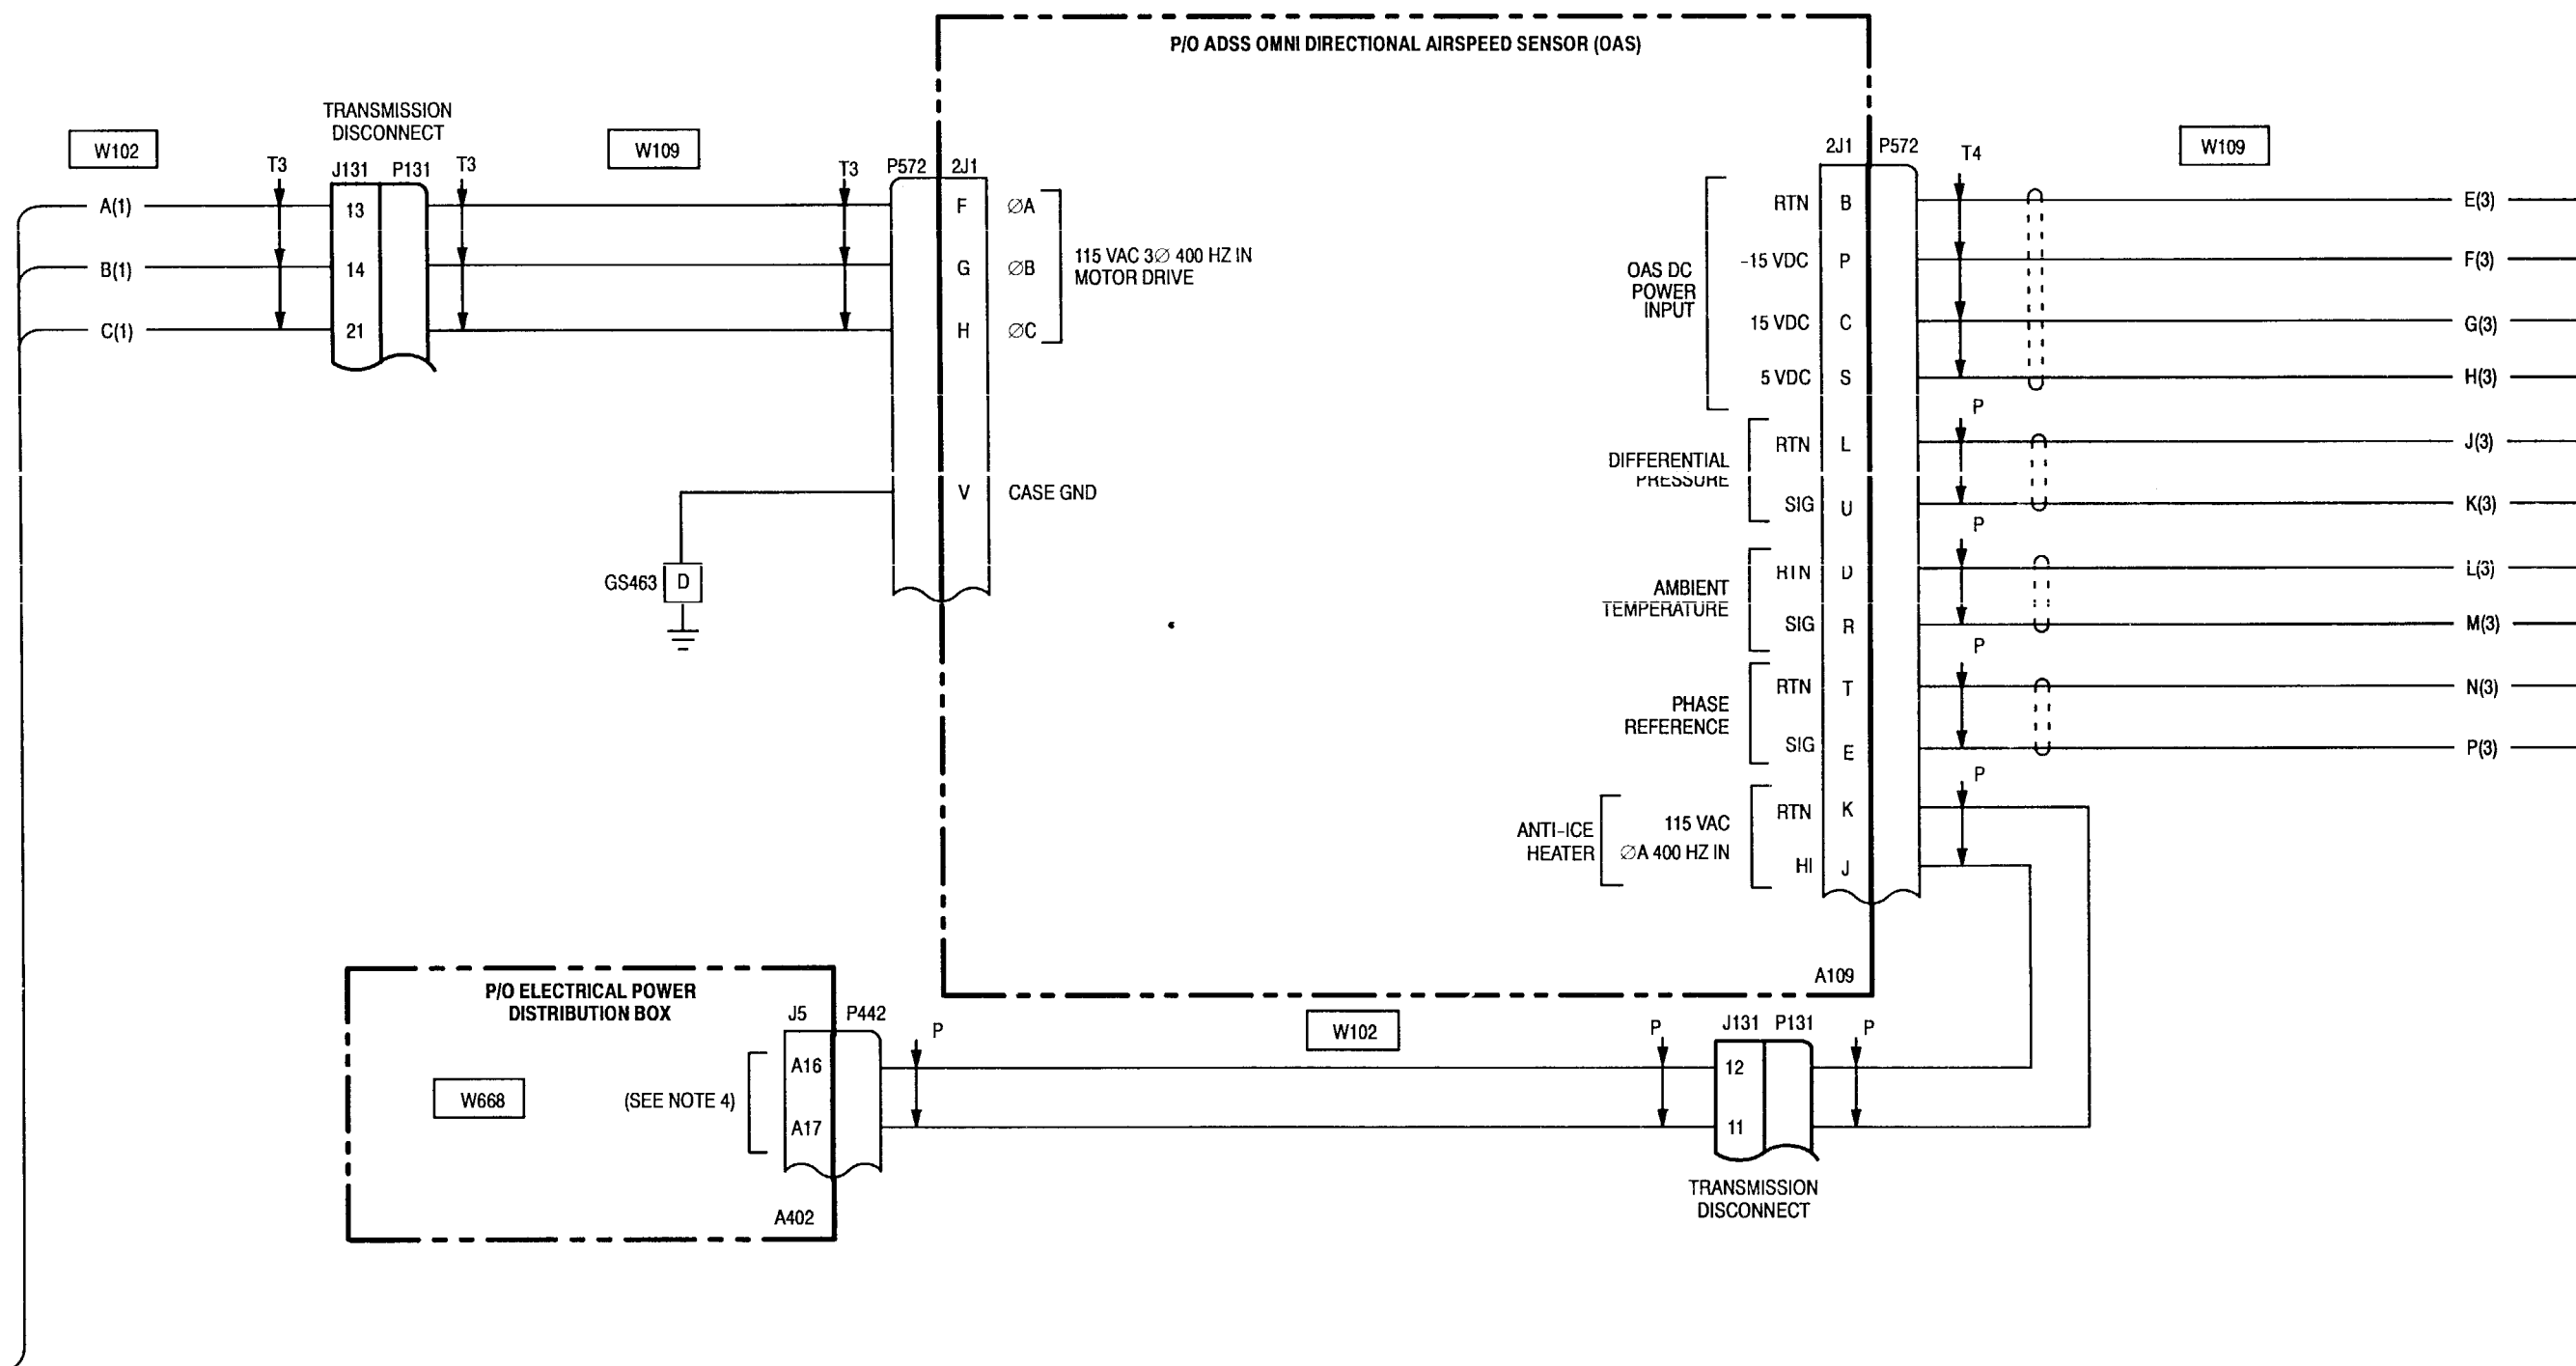 P/O ADSS OMNI DIRECTIONAL AIRSPEED SENSOR (OAS)
TRANSMISSION
DISCONNECT
W102
W109
T3
J131
P131
T3
T3
P572
2J1
A(1)
13
F
ØA
B(1)
14
G
ØB
115 VAC 3Ø 400 HZ IN
MOTOR DRIVE
C(1)
21
H
ØC
V
CASE GND
GS463
D
2J1
P572
T4
W109
OAS DC
POWER
INPUT
RTN
B
E(3)
-15 VDC
P
F(3)
15 VDC
C
G(3)
5 VDC
S
H(3)
P
DIFFERENTIAL
PRESSURE
RTN
L
J(3)
SIG
U
K(3)
P
AMBIENT
TEMPERATURE
RTN
D
L(3)
SIG
R
M(3)
P
PHASE
REFERENCE
RTN
T
N(3)
SIG
E
P(3)
P
ANTI-ICE
HEATER
115 VAC
ØA 400 HZ IN
RTN
K
HI
J
A109
P/O ELECTRICAL POWER
DISTRIBUTION BOX
W668
(SEE NOTE 4)
J5
P442
P
A16
A17
A402
W102
P
J131
P131
P
12
11
TRANSMISSION
DISCONNECT